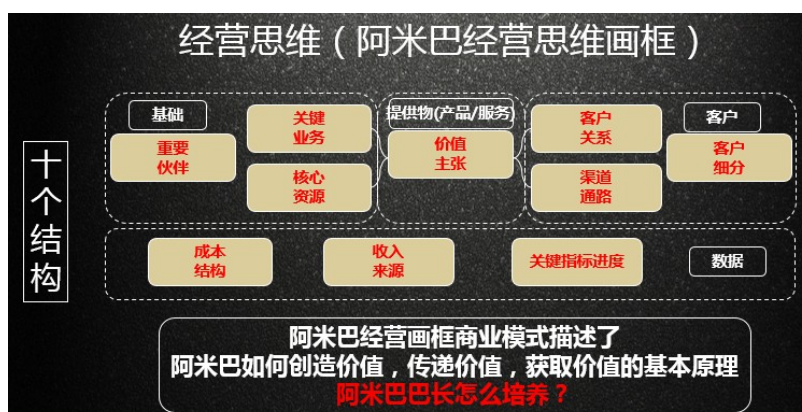 经营思维（阿米巴经营思维画框）
十个结构
基础
重要
伙伴
关键
业务
核心
资源
提供物(产品/服务)
价值
主张
客户
关系
渠道
通路
客户
客户
细分
成本
结构
收入
来源
关键指标进度
数据
阿米巴经营画框商业模式描述了
阿米巴如何创造价值，传递价值，获取价值的基本原理
阿米巴巴长怎么培养？